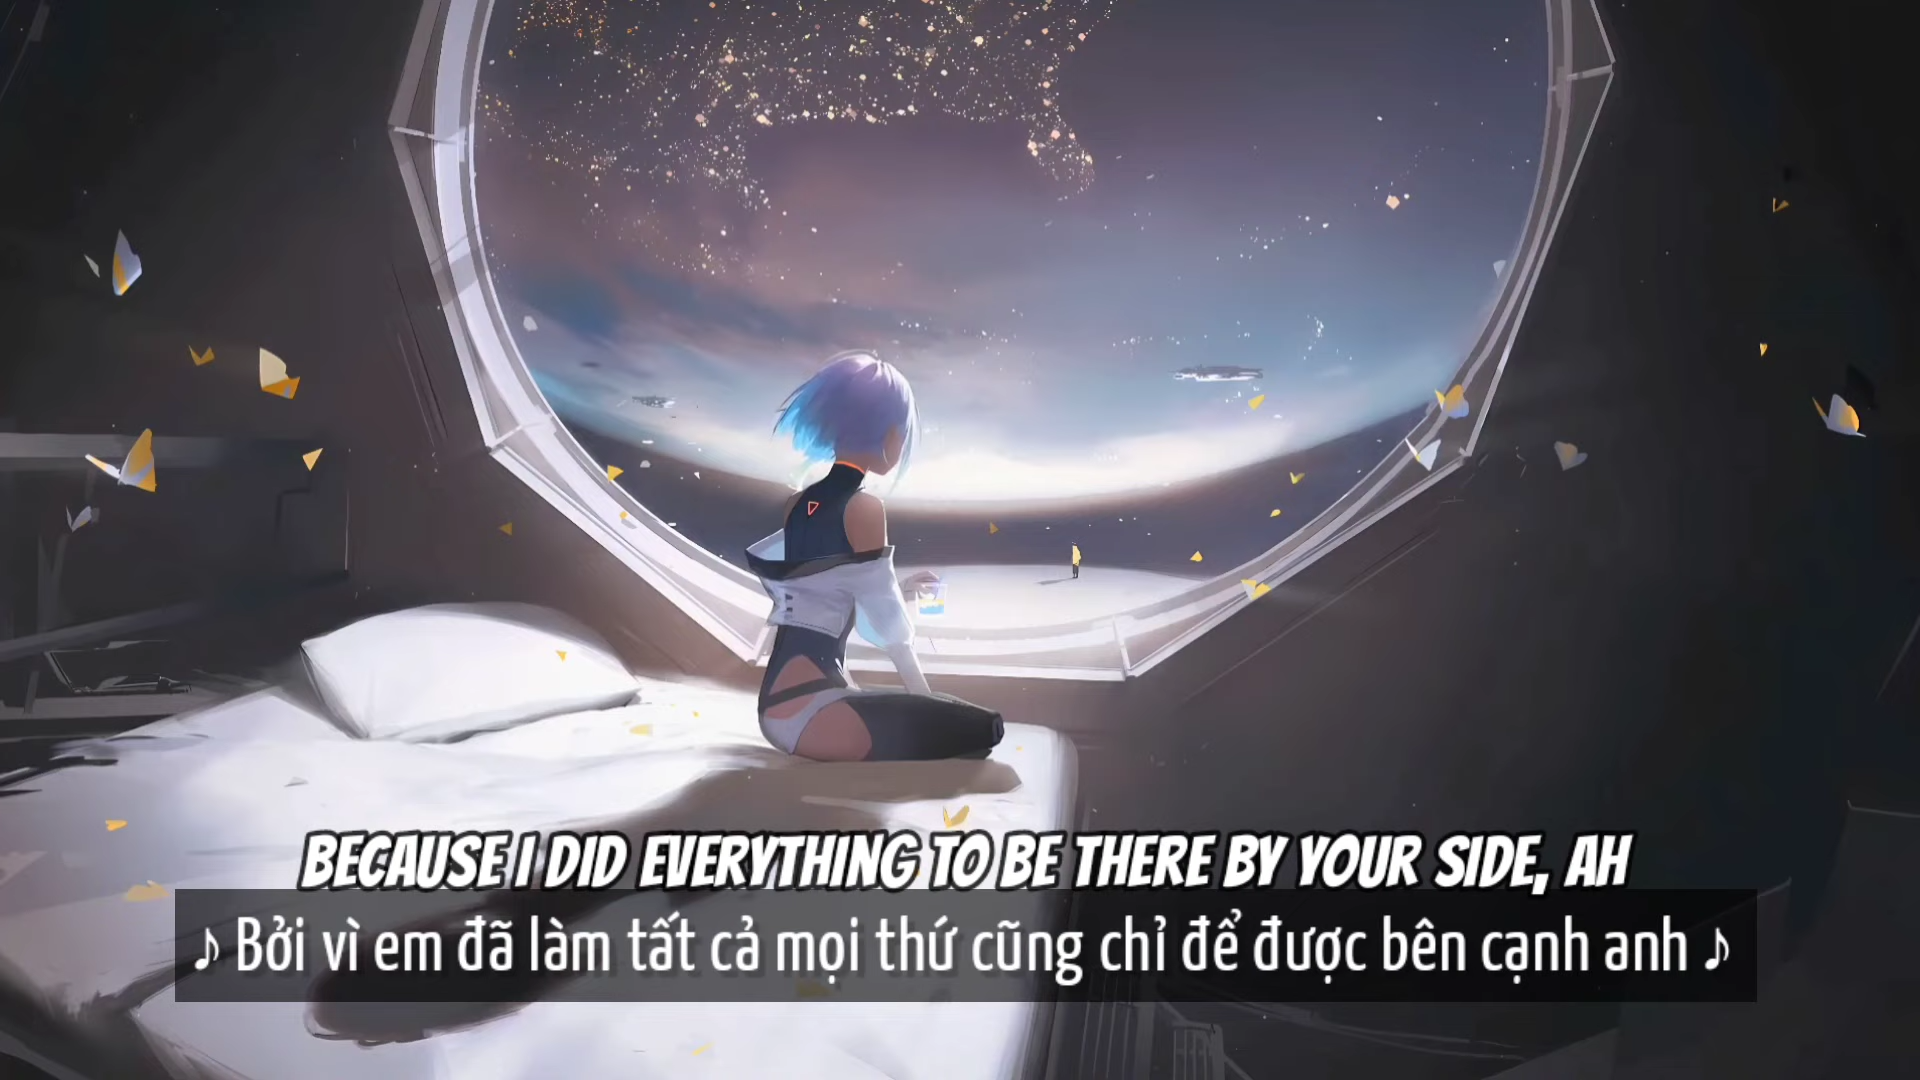 BECAUSE I DID EVERYTHING TO BE THERE BY YOUR SIDE, AH
♪ Bởi vì em đã làm tất cả mọi thứ cũng chỉ để được bên cạnh anh ♪